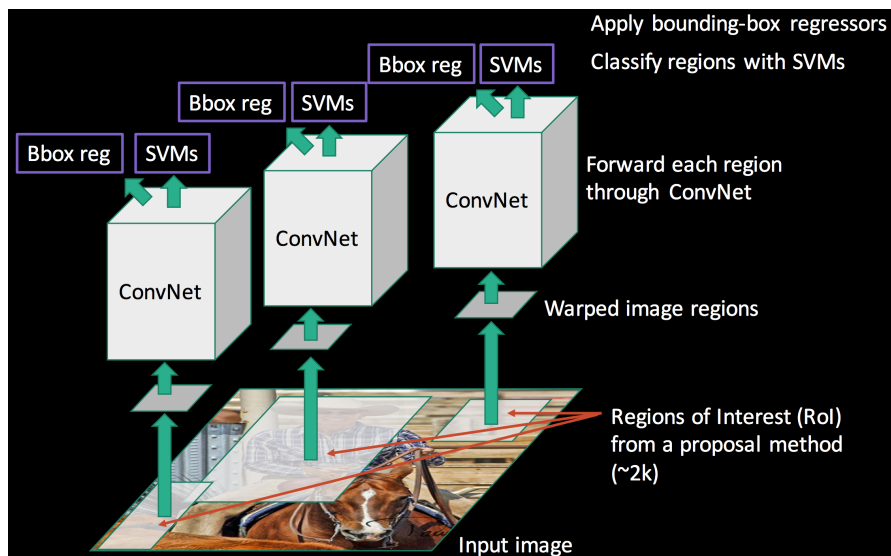 Apply bounding-box regressors
Bbox reg SVMs Classify regions with SVMs
Bbox reg SVMs
Bbox reg SVMs
Forward each region
through ConvNet
ConvNet
ConvNet
ConvNet
Warped image regions
Regions of Interest (RoI)
from a proposal method
(~2k)
Input image